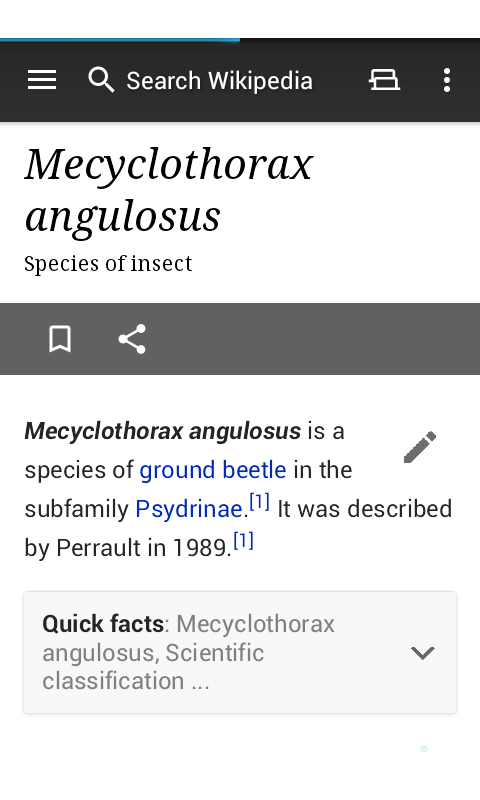 Search Wikipedia
Mecyclothorax
angulosus
Species of insect
Mecyclothorax angulosus is a
species of ground beetle in the
subfamily Psydrinae.[1] It was described
by Perrault in 1989.[1]
Quick facts: Mecyclothorax
angulosus, Scientific
classification ...